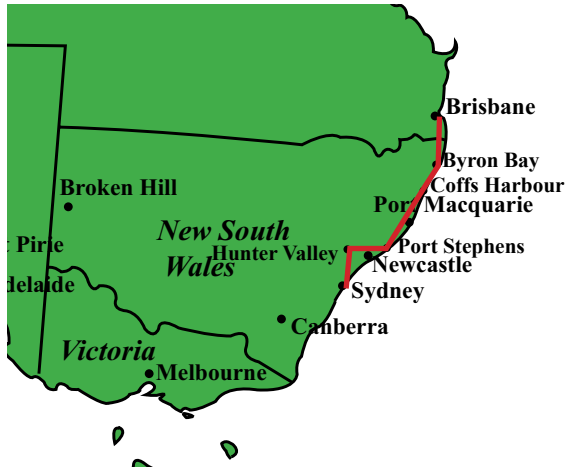 Brisbane
Byron Bay
Coffs Harbour
Broken Hill
Port Macquarie
New South
Wales
t Pirie
Hunter Valley
Port Stephens
Newcastle
delaide
Sydney
Canberra
Victoria
Melbourne